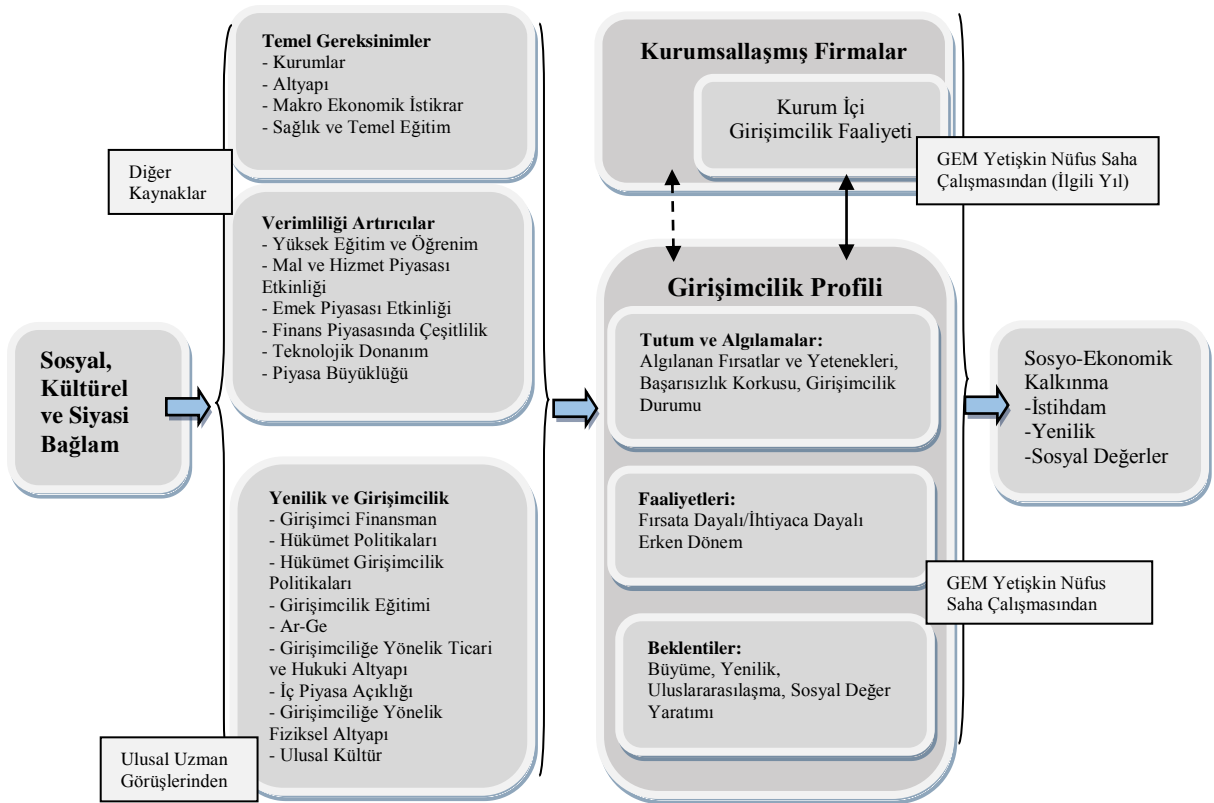 Sosyal,
Kültürel
ve Siyasi
Bağlam
Temel Gereksinimler
- Kurumlar
- Altyapı
- Makro Ekonomik İstikrar
- Sağlık ve Temel Eğitim
Diğer
Kaynaklar
Verimliliği Artırıcılar
- Yüksek Eğitim ve Öğrenim
- Mal ve Hizmet Piyasası
Etkinliği
- Emek Piyasası Etkinliği
- Finans Piyasasında Çeşitlilik
- Teknolojik Donanım
- Piyasa Büyüklüğü
Yenilik ve Girişimcilik
- Girişimci Finansman
- Hükümet Politikaları
- Hükümet Girişimcilik
Politikaları
- Girişimcilik Eğitimi
- Ar-Ge
- Girişimciliğe Yönelik Ticari
ve Hukuki Altyapı
- İç Piyasa Açıklığı
- Girişimciliğe Yönelik
Fiziksel Altyapı
- Ulusal Kültür
Ulusal Uzman
Görüşlerinden
Kurumsallaşmış Firmalar
Kurum İçi
Girişimcilik Faaliyeti
GEM Yetişkin Nüfus Saha
Çalışmasından (İlgili Yıl)
Girişimcilik Profili
Tutum ve Algılamalar:
Algılanan Fırsatlar ve Yetenekleri,
Başarısızlık Korkusu, Girişimcilik
Durumu
Faaliyetleri:
Fırsata Dayalı/İhtiyaca Dayalı
Erken Dönem
GEM Yetişkin Nüfus
Saha Çalışmasından
Beklentiler:
Büyüme, Yenilik,
Uluslararasılaşma, Sosyal Değer
Yaratımı
Sosyo-Ekonomik
Kalkınma
-İstihdam
-Yenilik
-Sosyal Değerler